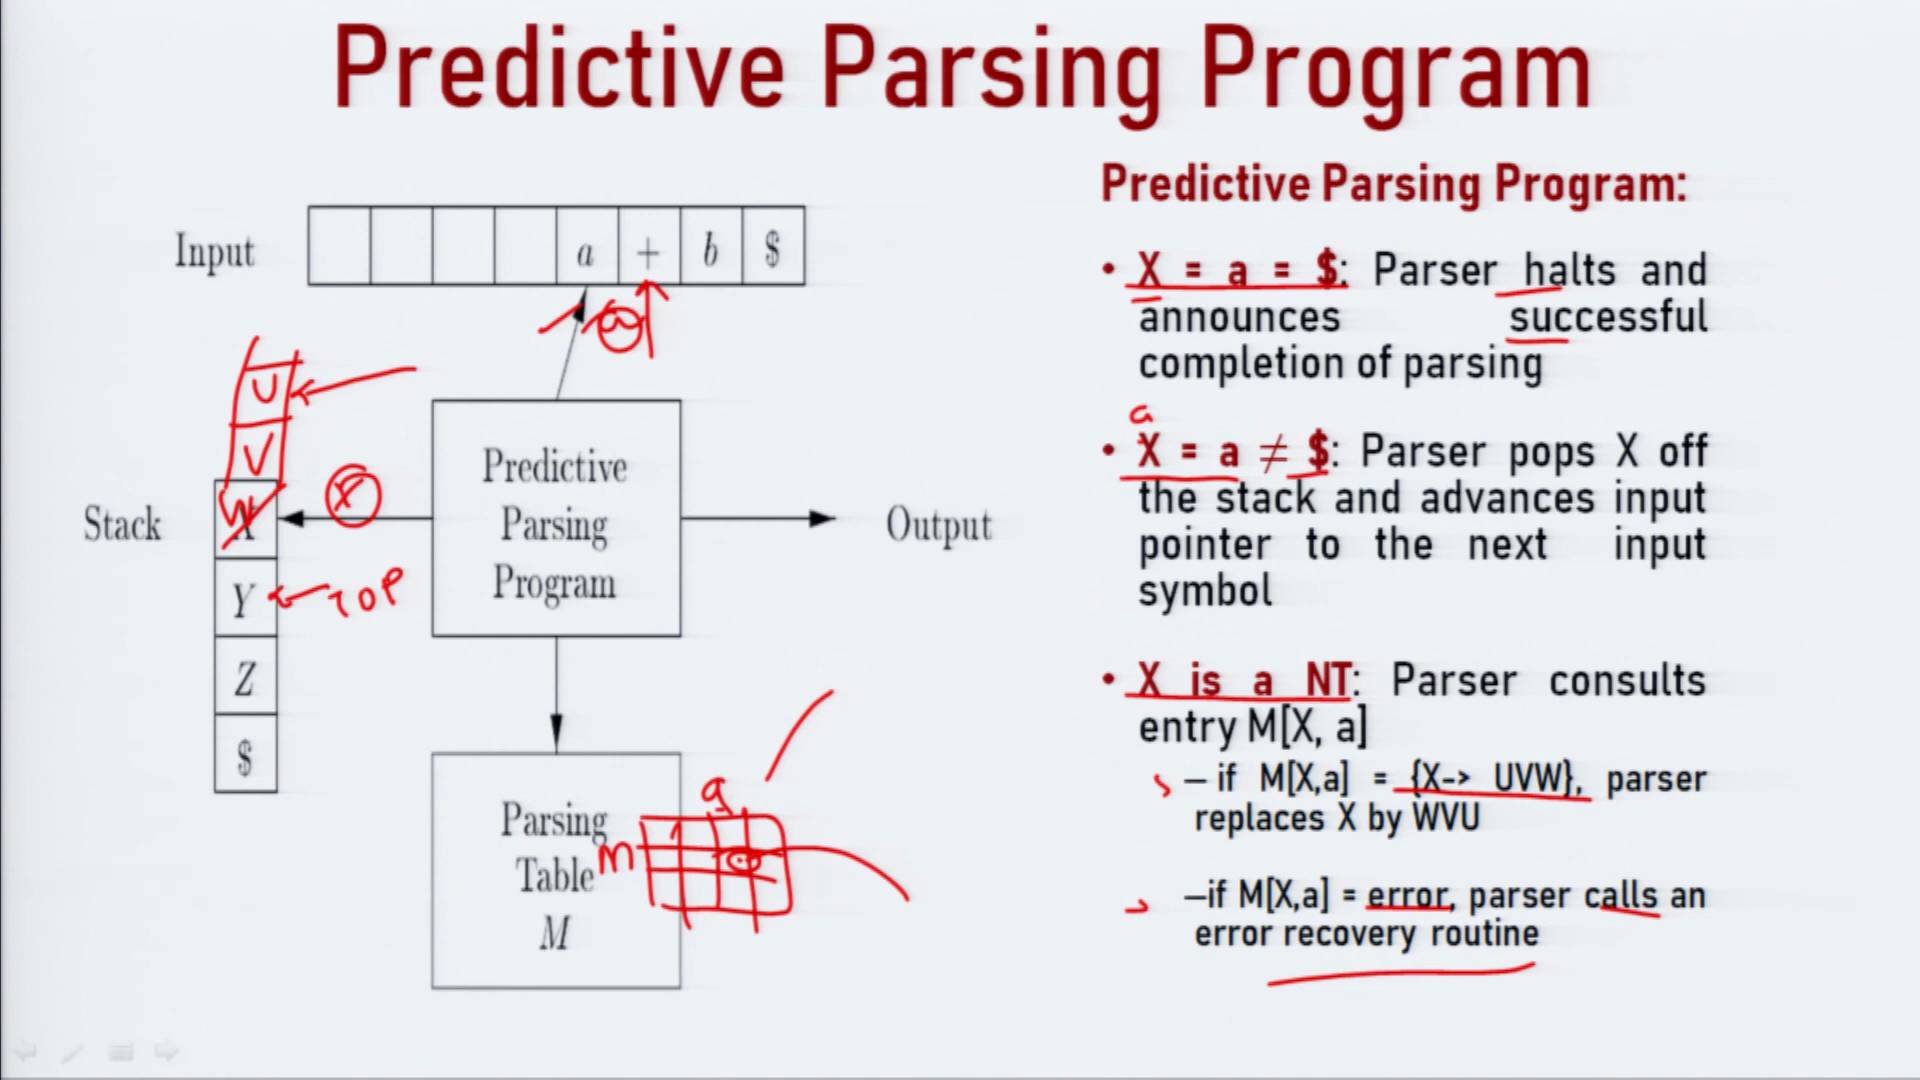 Predictive Parsing Program
Input
a + b $
U
V
W
X
X
Stack
Y
TOP
Z
$
Predictive
Parsing
Program
Output
Parsing
Table
M
a
m
Predictive Parsing Program:
• X = a = $: Parser halts and
announces successful
completion of parsing
a
• X = a ≠ $: Parser pops X off
the stack and advances input
pointer to the next input
symbol
• X is a NT: Parser consults
entry M[X, a]
– if M[X,a] = {X-> UVW}, parser
replaces X by WVU
–if M[X,a] = error, parser calls an
error recovery routine